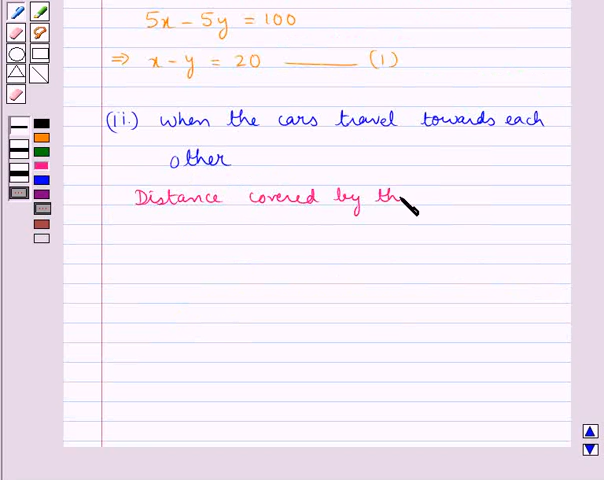 5x - 5y = 100
⇒ x - y = 20 ——— (1)
(ii.) when the cars travel towards each
other
Distance covered by th